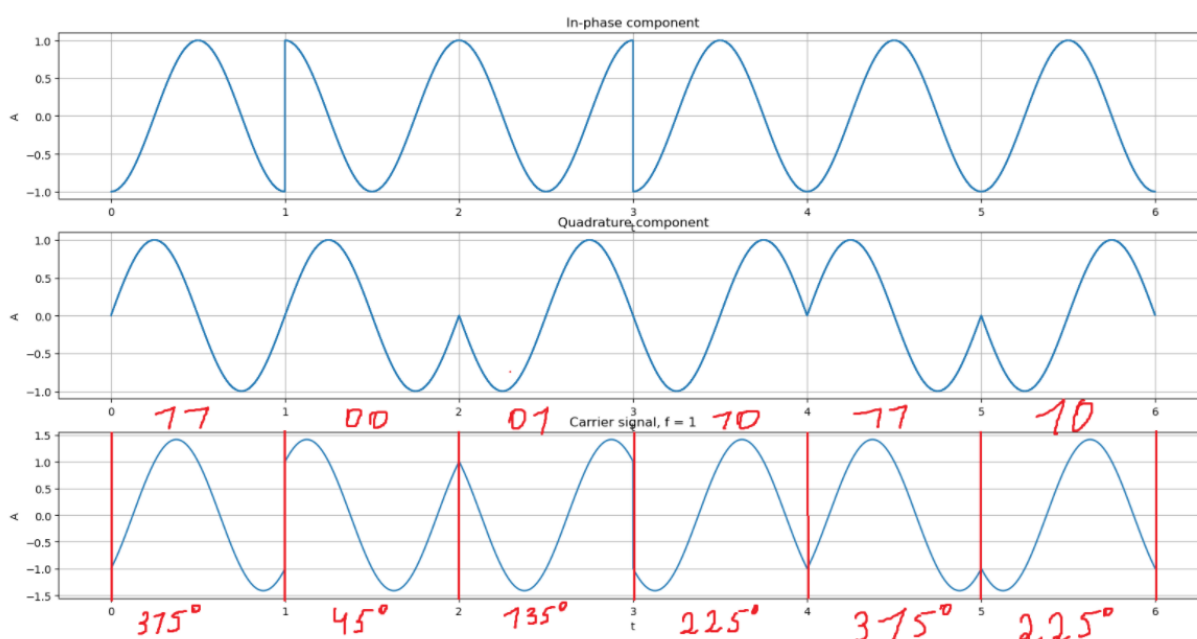 In-phase component
1.0
0.5
A 0.0
−0.5
−1.0
0 1 2 3 4 5 6
t
Quadrature component
1.0
0.5
A 0.0
−0.5
−1.0
0 1 2 3 4 5 6
11 00 01 10 11 10
Carrier signal, f = 1
1.5
1.0
0.5
A 0.0
−0.5
−1.0
−1.5
0 1 2 3 4 5 6
t
315° 45° 135° 225° 315° 225°